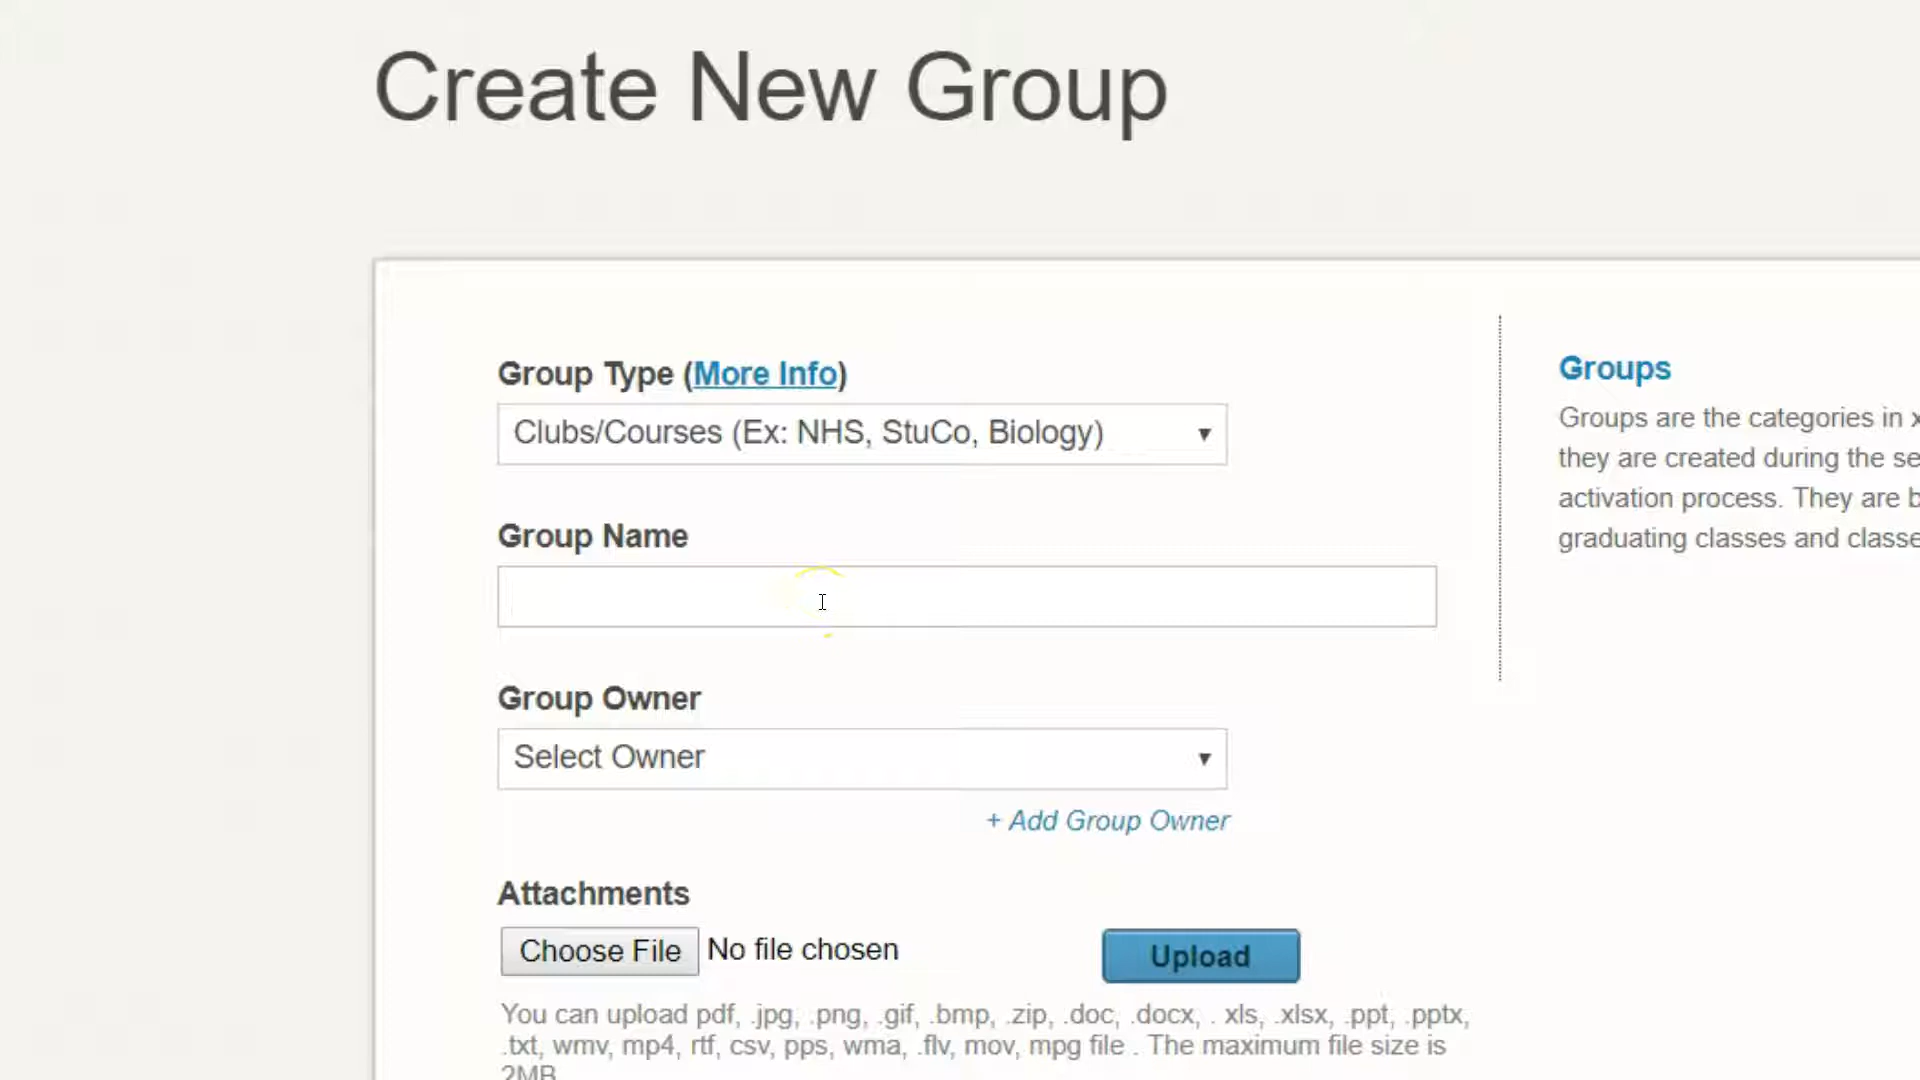 Create New Group
Group Type (More Info)
Clubs/Courses (Ex: NHS, StuCo, Biology)
Group Name
Group Owner
Select Owner
+ Add Group Owner
Attachments
Choose File No file chosen
Upload
You can upload pdf, .jpg, .png, .gif, .bmp, .zip, .doc, .docx, . xls, .xlsx, .ppt, .pptx,
.txt, wmv, mp4, rtf, csv, pps, wma, .flv, mov, mpg file . The maximum file size is
2MB
Groups
Groups are the categories in
they are created during the
activation process. They are
graduating classes and